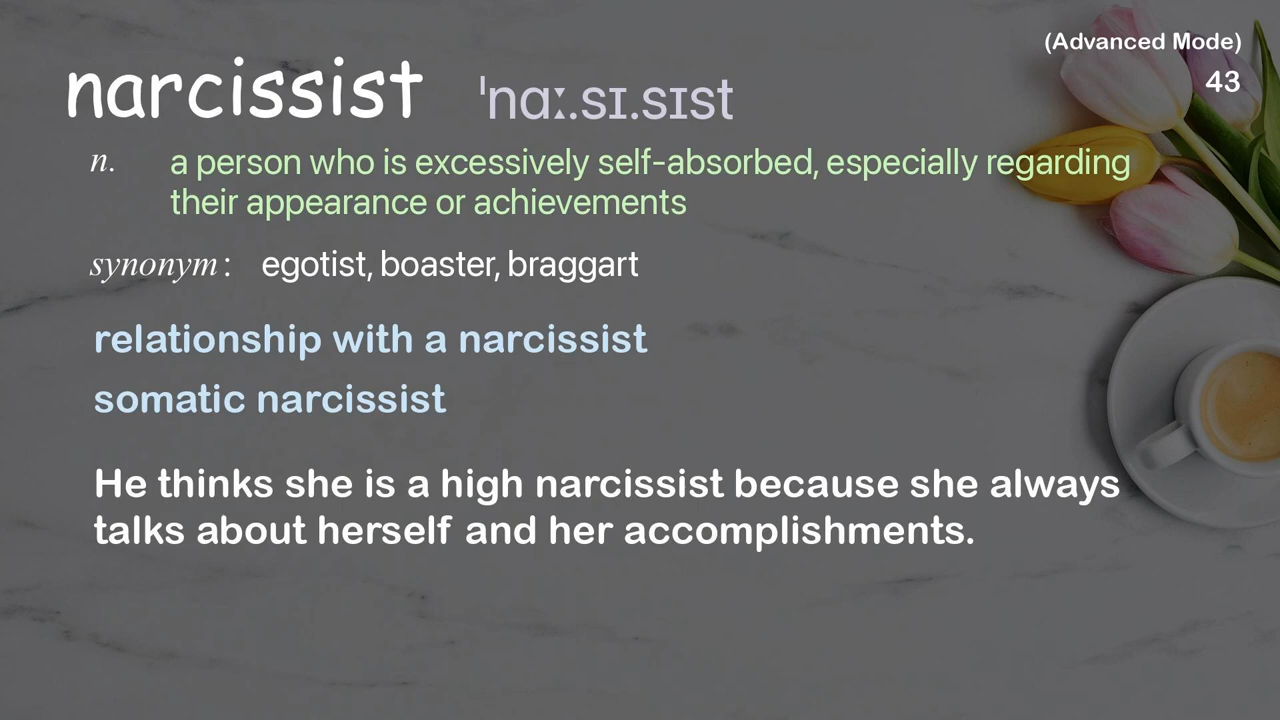 (Advanced Mode)
43
narcissist ˈnɑː.sɪ.sɪst
n. a person who is excessively self-absorbed, especially regarding
their appearance or achievements
synonym: egotist, boaster, braggart
relationship with a narcissist
somatic narcissist
He thinks she is a high narcissist because she always
talks about herself and her accomplishments.